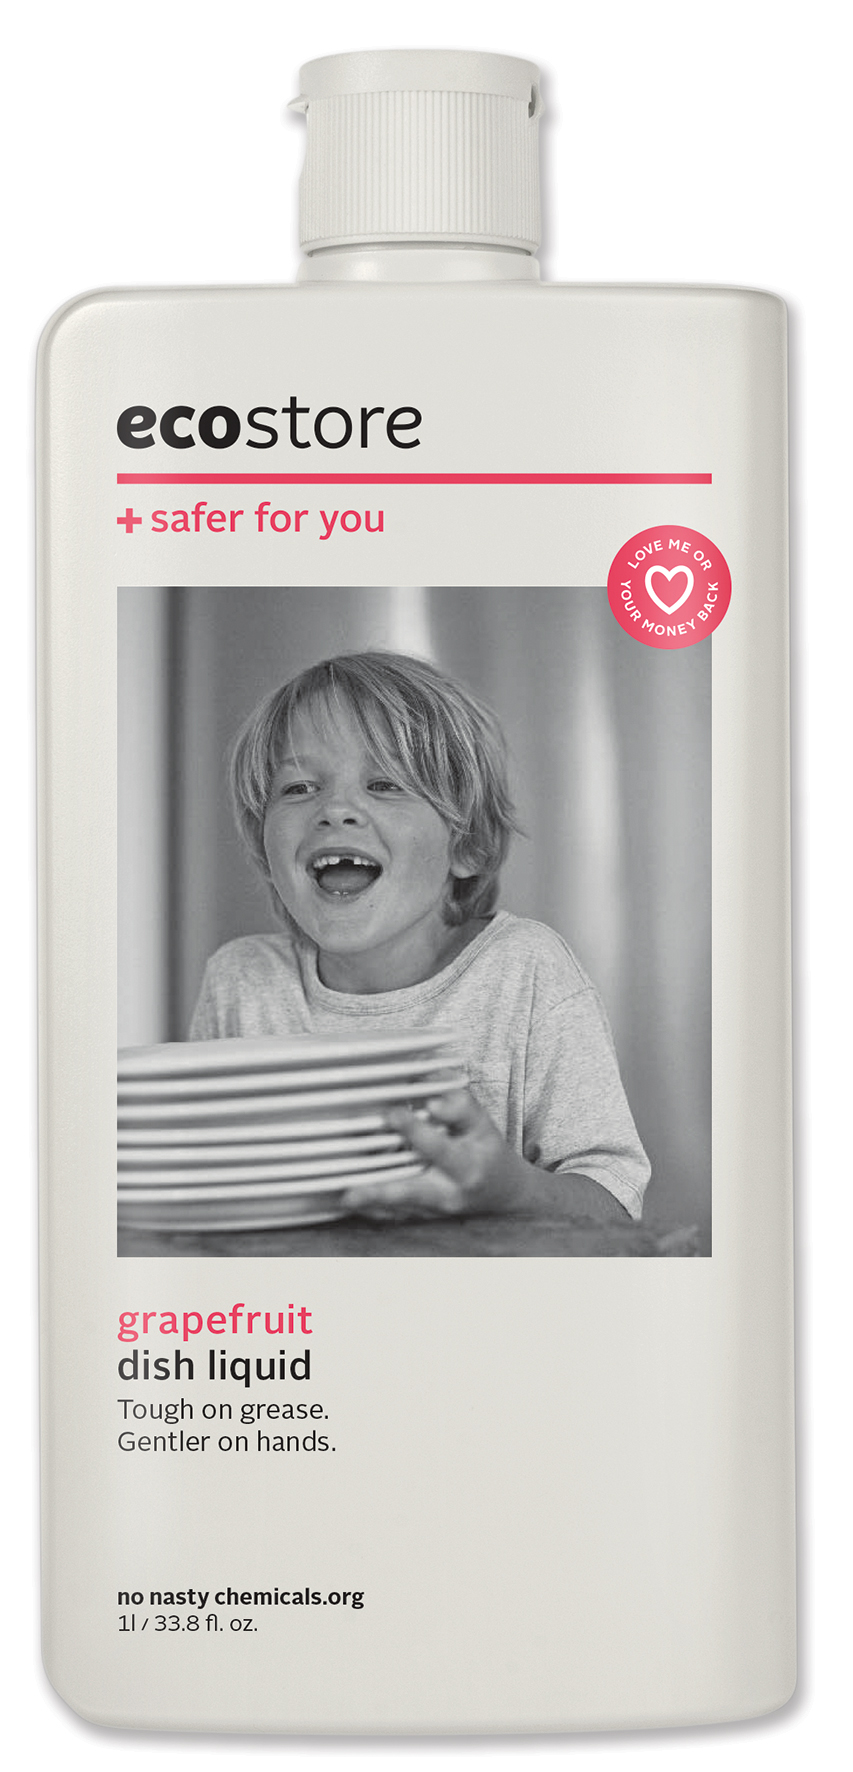 ecostore
+ safer for you
LOVE ME OR
YOUR MONEY BACK
grapefruit
dish liquid
Tough on grease.
Gentler on hands.
no nasty chemicals.org
1l / 33.8 fl. oz.